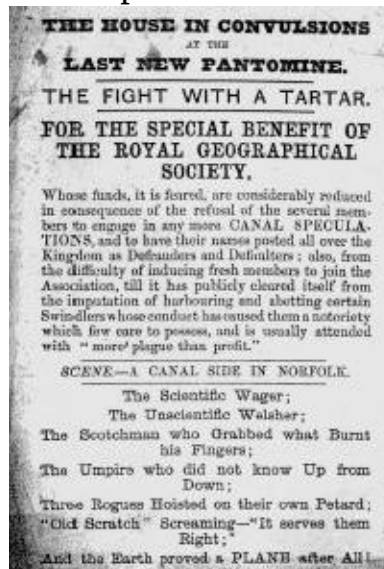 THE HOUSE IN CONVULSIONS
AT THE
LAST NEW PANTOMINE.
THE FIGHT WITH A TARTAR.
FOR THE SPECIAL BENEFIT OF
THE ROYAL GEOGRAPHICAL
SOCIETY,
Whose funds, it is feared, are considerably reduced
in consequence of the refusal of the several mem-
bers to engage in any more CANAL SPECULA-
TIONS, and to have their names posted all over the
Kingdom as Defrauders and Defaulters; also, from
the difficulty of inducing fresh members to join the
Association, till it has publicly cleared itself from
the imputation of harbouring and abetting certain
Swindlers whose conduct has caused them a notoriety
which few care to possess, and is usually attended
with "more plague than profit."
SCENE—A CANAL SIDE IN NORFOLK.
The Scientific Wager;
The Unscientific Welsher;
The Scotchman who Grabbed what Burnt
his Fingers;
The Umpire who did not know Up from
Down;
Three Rogues Hoisted on their own Petard;
"Old Scratch" Screaming—"It serves them
Right;"
And the Earth proved a PLANE after All!